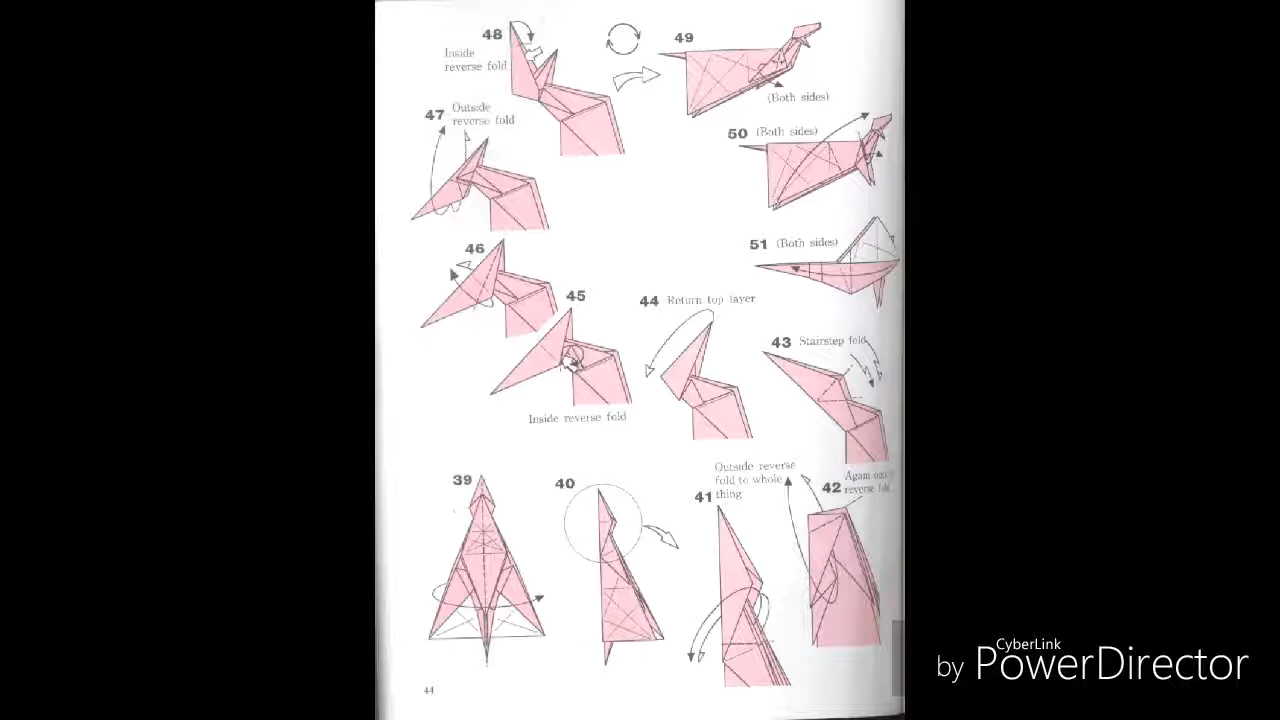 48
Inside
reverse fold
49
(Both sides)
47
Outside
reverse fold
50 (Both sides)
46
51 (Both sides)
45
44 Return top layer
43 Stairstep fold
Inside reverse fold
39
40
Outside reverse
fold to whole
41 thing
42
Again
reverse
44
CyberLink
by PowerDirector